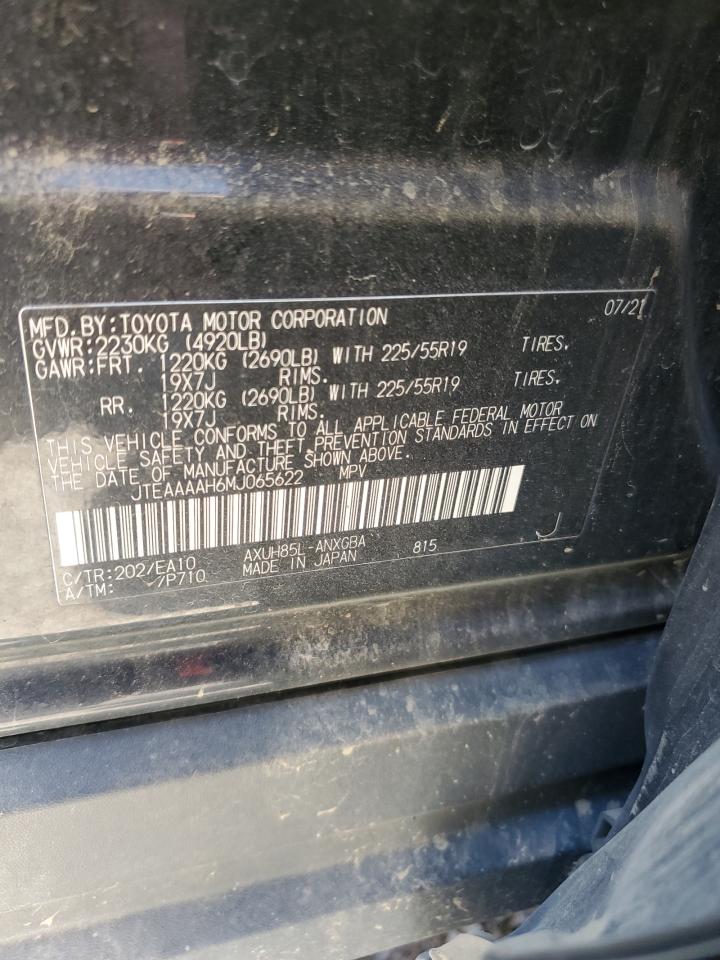 MFD.BY:TOYOTA MOTOR CORPORATION 07/21
GVWR:2230KG (4920LB)
GAWR:FRT. 1220KG (2690LB) WITH 225/55R19 TIRES.
19X7J RIMS.
RR. 1220KG (2690LB) WITH 225/55R19 TIRES.
19X7J RIMS.
THIS VEHICLE CONFORMS TO ALL APPLICABLE FEDERAL MOTOR
VEHICLE SAFETY AND THEFT PREVENTION STANDARDS IN EFFECT ON
THE DATE OF MANUFACTURE SHOWN ABOVE.
JTEAAAAH6MJ065622 MPV
C/TR:202/EA10 AXUH85L-ANXGBA 815 J
A/TM: /P710 MADE IN JAPAN